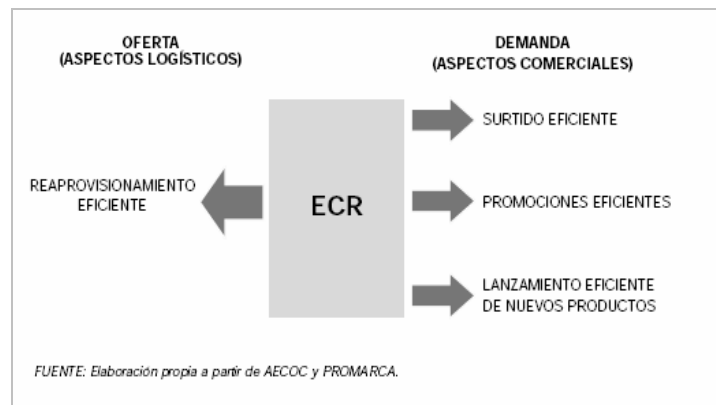 OFERTA
(ASPECTOS LOGÍSTICOS)
DEMANDA
(ASPECTOS COMERCIALES)
REAPROVISIONAMIENTO
EFICIENTE
ECR
SURTIDO EFICIENTE
PROMOCIONES EFICIENTES
LANZAMIENTO EFICIENTE
DE NUEVOS PRODUCTOS
FUENTE: Elaboración propia a partir de AECOC y PROMARCA.